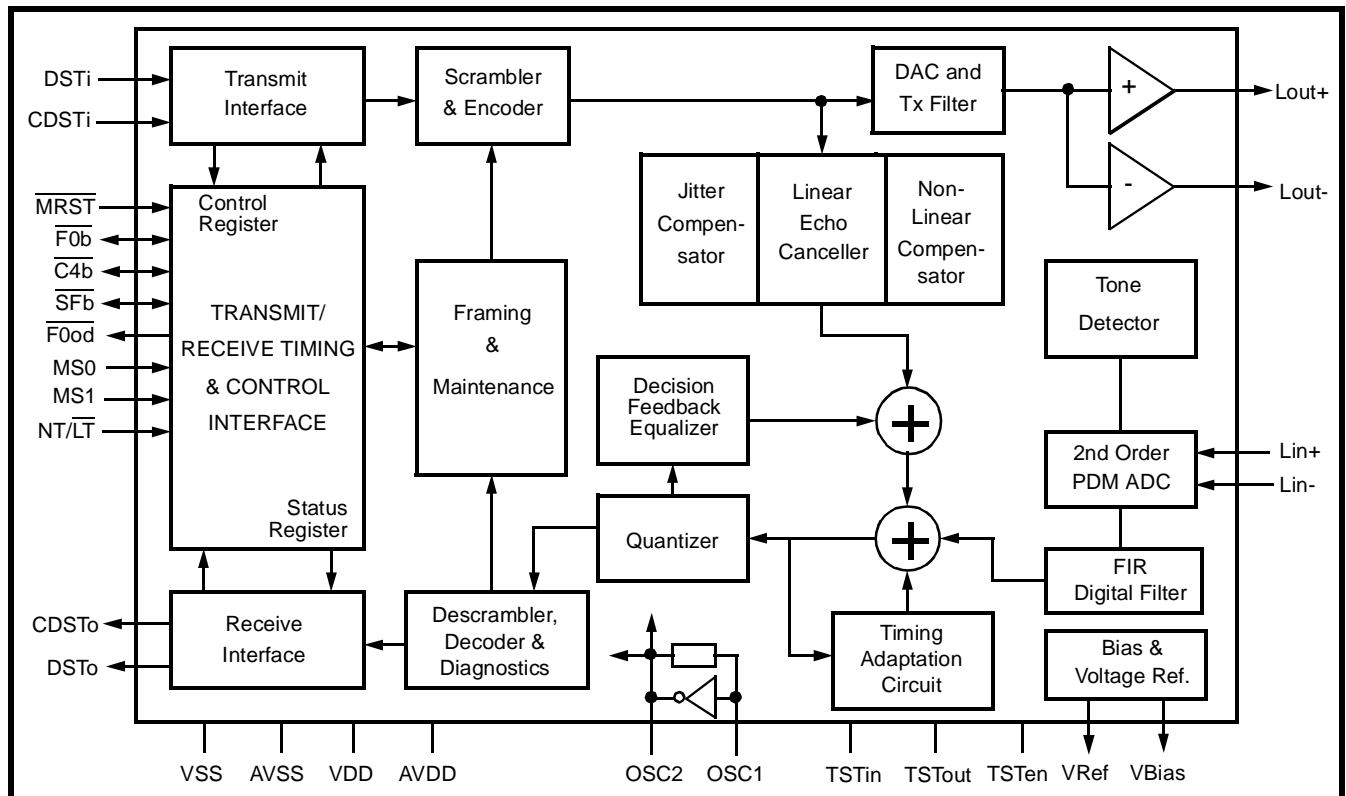 DSTi
CDSTi
Transmit
Interface
Scrambler
& Encoder
DAC and
Tx Filter
+
-
Lout+
Lout-
MRST
F0b
C4b
SFb
F0od
MS0
MS1
NT/LT
Control
Register
TRANSMIT/
RECEIVE TIMING
& CONTROL
INTERFACE
Status
Register
Framing
&
Maintenance
Jitter
Compen-
sator
Linear
Echo
Canceller
Non-
Linear
Compen-
sator
Tone
Detector
Decision
Feedback
Equalizer
+
2nd Order
PDM ADC
Lin+
Lin-
Quantizer
+
FIR
Digital Filter
CDSTo
DSTo
Receive
Interface
Descrambler,
Decoder &
Diagnostics
Timing
Adaptation
Circuit
Bias &
Voltage Ref.
VSS
AVSS
VDD
AVDD
OSC2
OSC1
TSTin
TSTout
TSTen
VRef
VBias